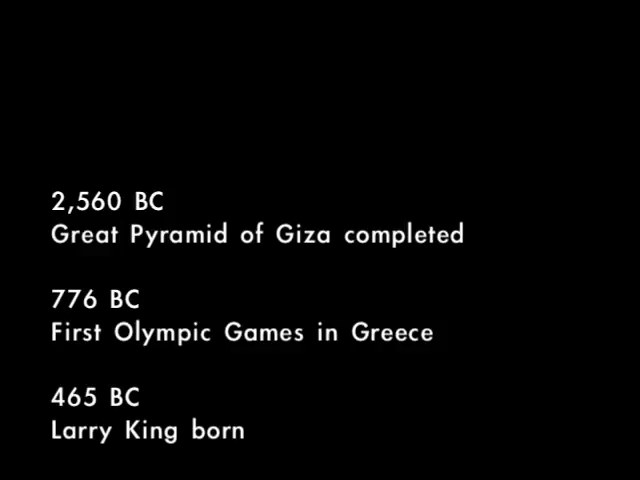 2,560 BC
Great Pyramid of Giza completed
776 BC
First Olympic Games in Greece
465 BC
Larry King born